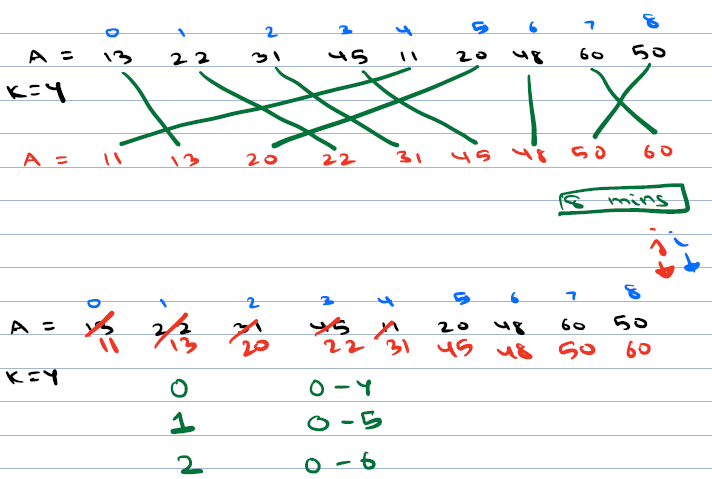 0 1 2 3 4 5 6 7 8
A = 13 22 31 45 11 20 48 60 50
K=4
A = 11 13 20 22 31 45 48 50 60
8 mins
j i
0 1 2 3 4 5 6 7 8
A = 13 22 31 45 11 20 48 60 50
11 13 20 22 31 45 48 50 60
K=4
0 0-4
1 0-5
2 0-6